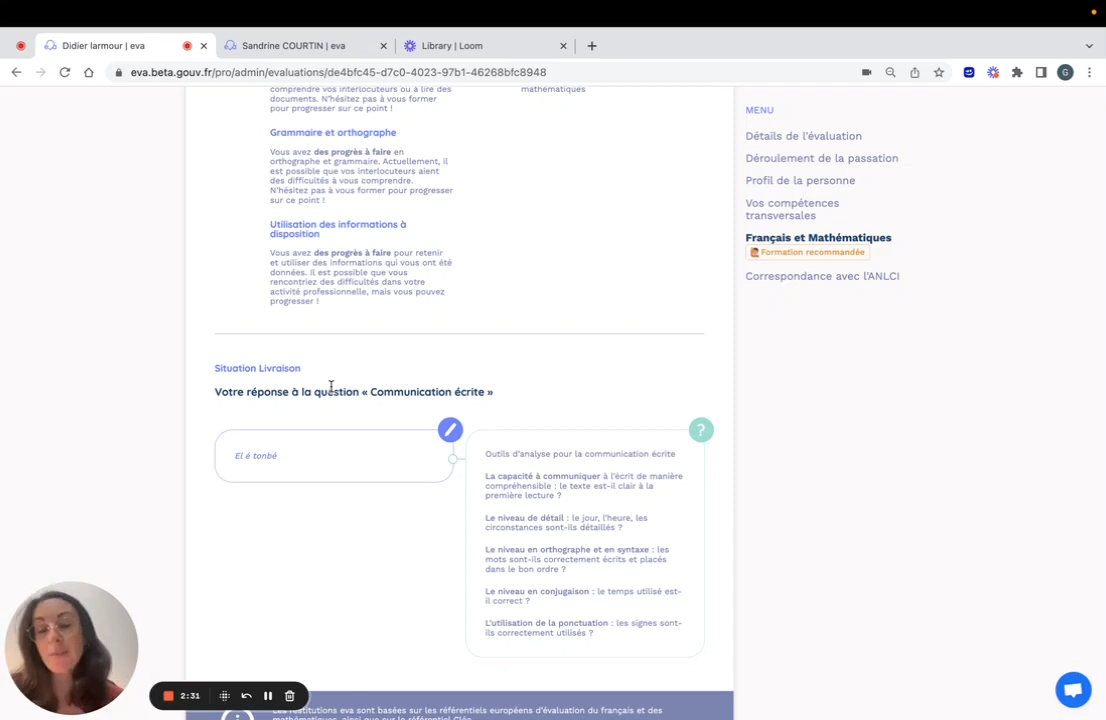 Didier larmour | eva
Sandrine COURTIN | eva
Library | Loom
eva.beta.gouv.fr/pro/admin/evaluations/de4bfc45-d7c0-4023-97b1-46268bfc8948
G
comprendre vos interlocuteurs ou à lire des
documents. N'hésitez pas à vous former
pour progresser sur ce point !
mathématiques
Grammaire et orthographe
Vous avez des progrès à faire en
orthographe et grammaire. Actuellement, il
est possible que vos interlocuteurs aient
des difficultés à vous comprendre.
N'hésitez pas à vous former pour progresser
sur ce point !
Utilisation des informations à
disposition
Vous avez des progrès à faire pour retenir
et utiliser des informations qui vous ont été
données. Il est possible que vous
rencontriez des difficultés dans votre
activité professionnelle, mais vous pouvez
progresser !
Situation Livraison
Votre réponse à la question « Communication écrite »
El é tonbé
?
Outils d'analyse pour la communication écrite
La capacité à communiquer à l'écrit de manière
compréhensible : le texte est-il clair à la
première lecture ?
Le niveau de détail : le jour, l'heure, les
circonstances sont-ils détaillés ?
Le niveau en orthographe et en syntaxe : les
mots sont-ils correctement écrits et placés
dans le bon ordre ?
Le niveau en conjugaison : le temps utilisé est-
il correct ?
L'utilisation de la ponctuation : les signes sont-
ils correctement utilisés ?
Les restitutions eva sont basées sur les référentiels européens d'évaluation du français et des
mathématiques, ainsi que sur le référentiel Cléa
MENU
Détails de l'évaluation
Déroulement de la passation
Profil de la personne
Vos compétences
transversales
Français et Mathématiques
Formation recommandée
Correspondance avec l'ANLCI
2:31